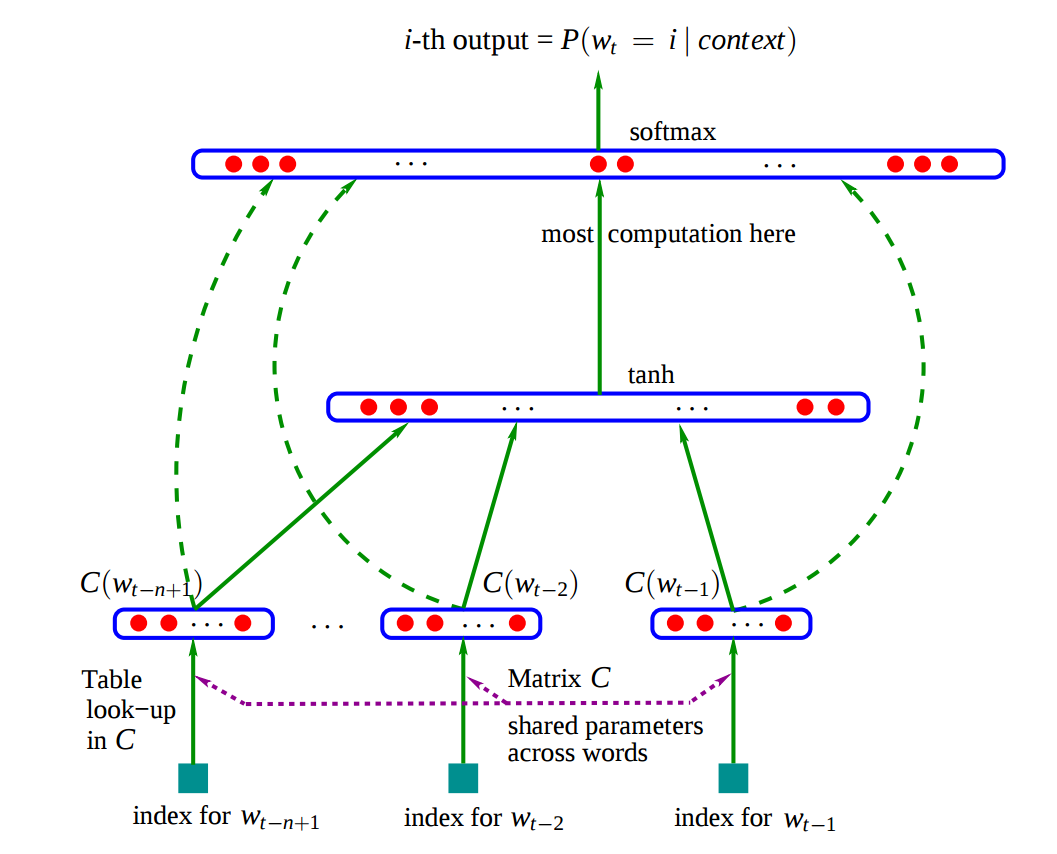 i-th output = P(w_t = i | context)
softmax
... ...
most computation here
tanh
... ...
C(w_{t−n+1}) C(w_{t−2}) C(w_{t−1})
... ... ... ...
Table
look−up
in C
Matrix C
shared parameters
across words
index for w_{t−n+1} index for w_{t−2} index for w_{t−1}